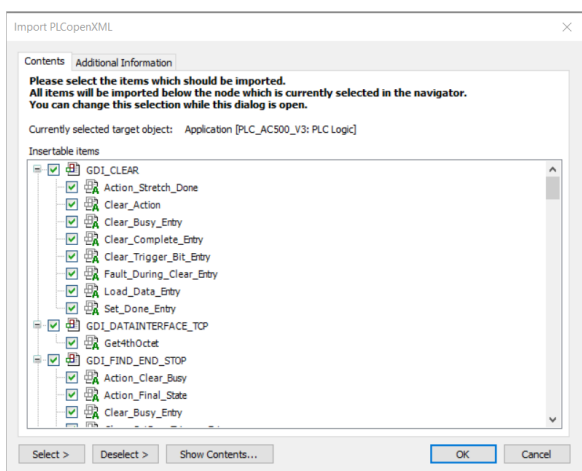 Import PLCopenXML
Contents Additional Information
Please select the items which should be imported.
All items will be imported below the node which is currently selected in the navigator.
You can change this selection while this dialog is open.
Currently selected target object: Application [PLC_AC500_V3: PLC Logic]
Insertable items
GDI_CLEAR
Action_Stretch_Done
Clear_Action
Clear_Busy_Entry
Clear_Complete_Entry
Clear_Trigger_Bit_Entry
Fault_During_Clear_Entry
Load_Data_Entry
Set_Done_Entry
GDI_DATAINTERFACE_TCP
Get4thOctet
GDI_FIND_END_STOP
Action_Clear_Busy
Action_Final_State
Clear_Busy_Entry
Select > Deselect > Show Contents... OK Cancel